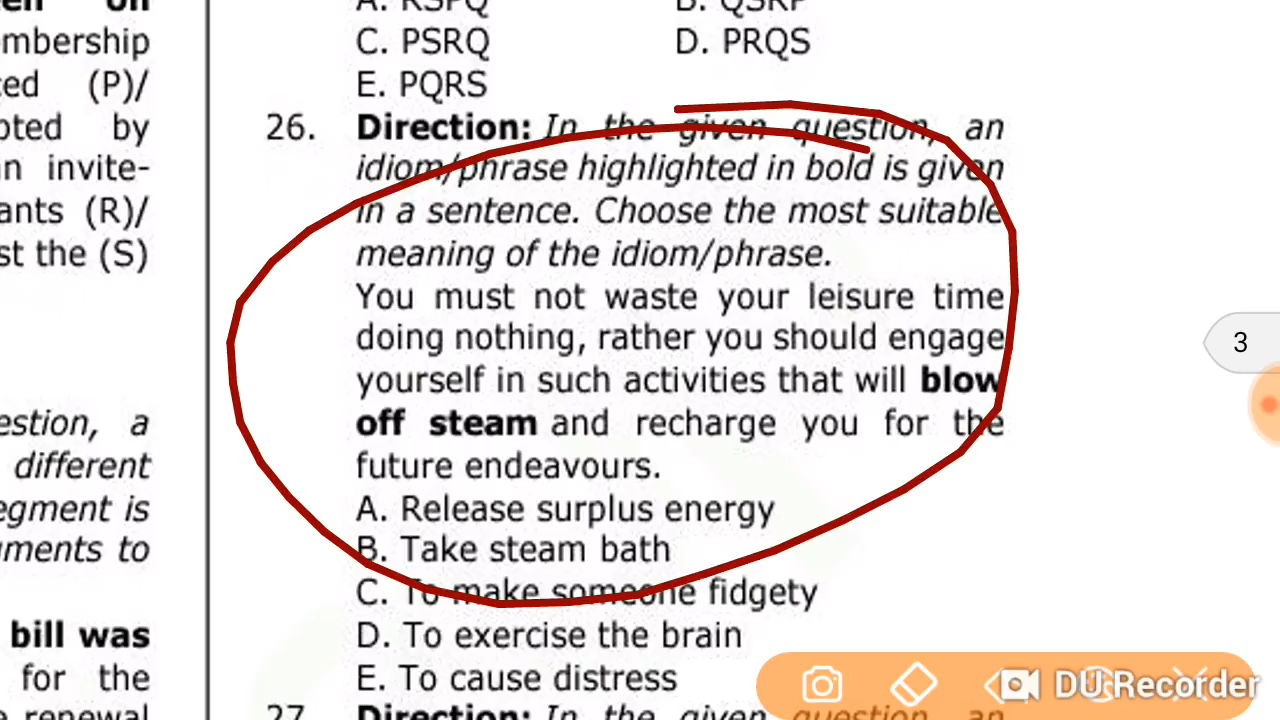 een on
A. RSPQ B. QSRP
mbership
C. PSRQ D. PRQS
ed (P)/
E. PQRS
pted by
26. Direction: In the given question, an
n invite-
idiom/phrase highlighted in bold is given
ants (R)/
in a sentence. Choose the most suitable
st the (S)
meaning of the idiom/phrase.
You must not waste your leisure time
doing nothing, rather you should engage
3
yourself in such activities that will blow
estion, a
off steam and recharge you for the
different
future endeavours.
egment is
A. Release surplus energy
ments to
B. Take steam bath
C. To make someone fidgety
bill was
D. To exercise the brain
for the
E. To cause distress
renewal
27. Direction: In the given question, an
DU Recorder